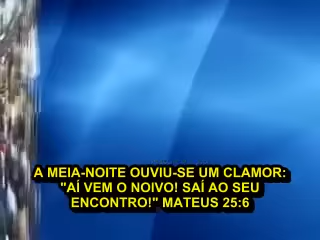 A MEIA-NOITE OUVIU-SE UM CLAMOR:
"AÍ VEM O NOIVO! SAÍ AO SEU
ENCONTRO!" MATEUS 25:6